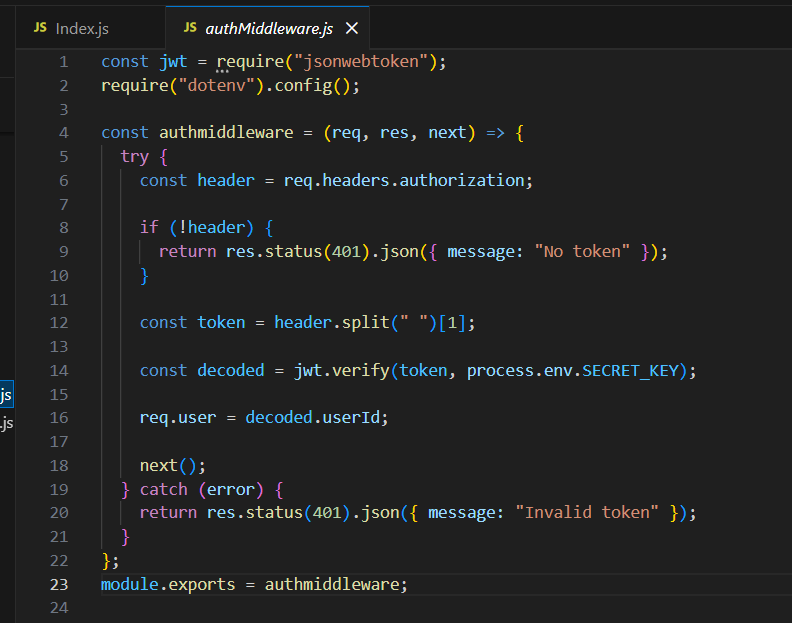 JS Index.js
JS authMiddleware.js ×
js
.js
1 const jwt = require("jsonwebtoken");
2 require("dotenv").config();
3
4 const authmiddleware = (req, res, next) => {
5   try {
6     const header = req.headers.authorization;
7
8     if (!header) {
9       return res.status(401).json({ message: "No token" });
10     }
11
12     const token = header.split(" ")[1];
13
14     const decoded = jwt.verify(token, process.env.SECRET_KEY);
15
16     req.user = decoded.userId;
17
18     next();
19   } catch (error) {
20     return res.status(401).json({ message: "Invalid token" });
21   }
22 };
23 module.exports = authmiddleware;
24